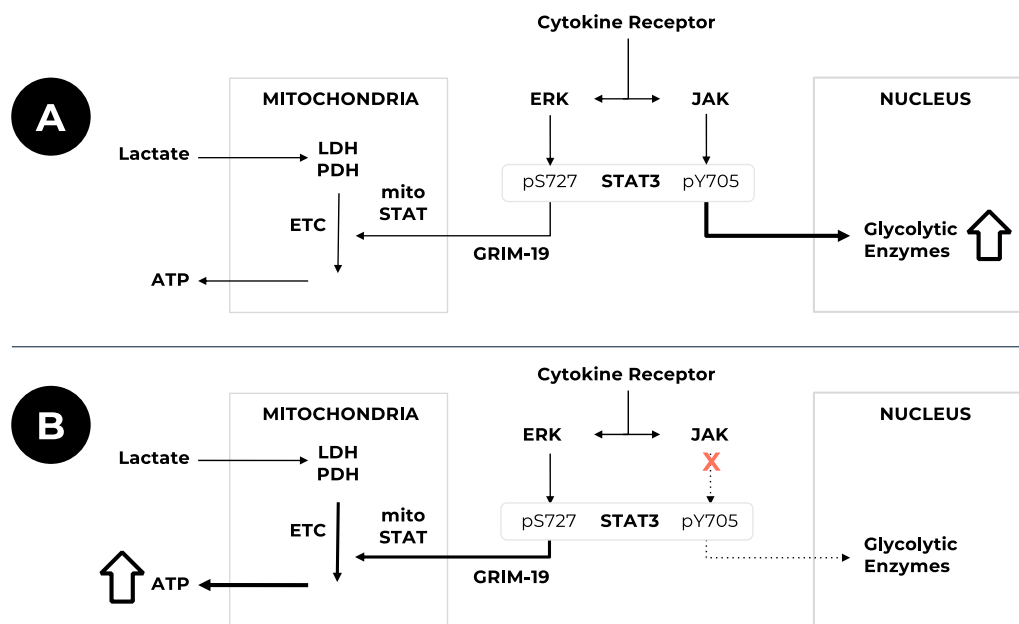 Cytokine Receptor
A
MITOCHONDRIA
ERK
JAK
NUCLEUS
Lactate
LDH
PDH
pS727 STAT3 pY705
mito
STAT
ETC
GRIM-19
Glycolytic
Enzymes
ATP
Cytokine Receptor
B
MITOCHONDRIA
ERK
JAK
X
NUCLEUS
Lactate
LDH
PDH
pS727 STAT3 pY705
mito
STAT
ETC
GRIM-19
Glycolytic
Enzymes
ATP